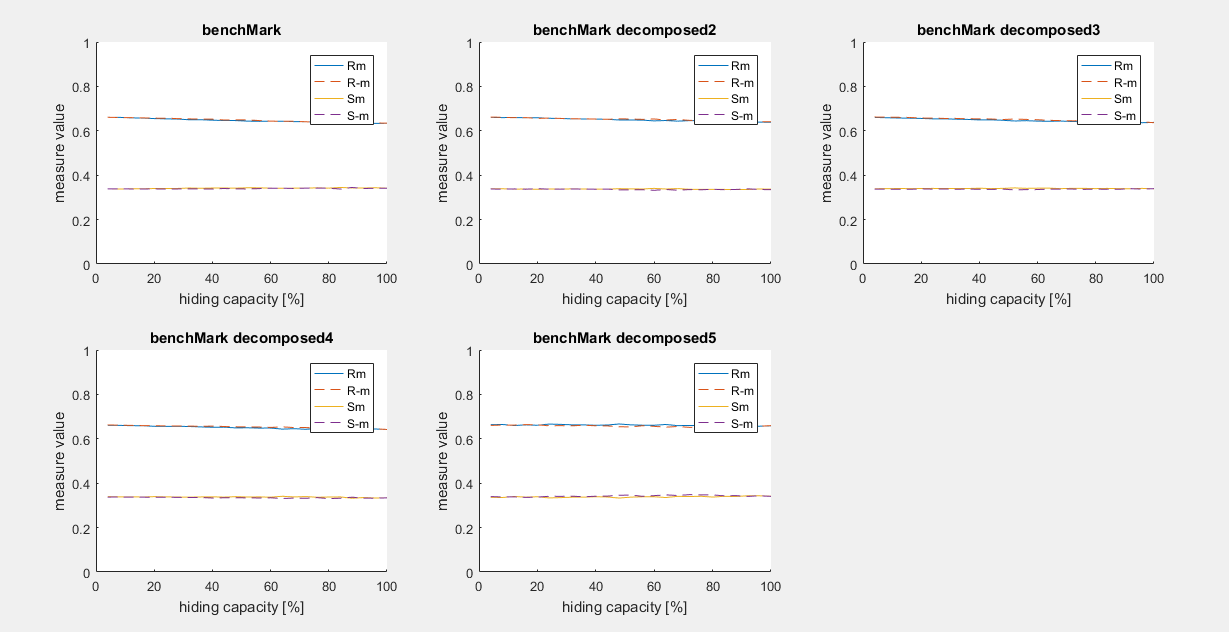 benchMark
1
0.8
0.6
0.4
0.2
0
measure value
0 20 40 60 80 100
hiding capacity [%]
Rm
R-m
Sm
S-m
benchMark decomposed2
1
0.8
0.6
0.4
0.2
0
measure value
0 20 40 60 80 100
hiding capacity [%]
Rm
R-m
Sm
S-m
benchMark decomposed3
1
0.8
0.6
0.4
0.2
0
measure value
0 20 40 60 80 100
hiding capacity [%]
Rm
R-m
Sm
S-m
benchMark decomposed4
1
0.8
0.6
0.4
0.2
0
measure value
0 20 40 60 80 100
hiding capacity [%]
Rm
R-m
Sm
S-m
benchMark decomposed5
1
0.8
0.6
0.4
0.2
0
measure value
0 20 40 60 80 100
hiding capacity [%]
Rm
R-m
Sm
S-m